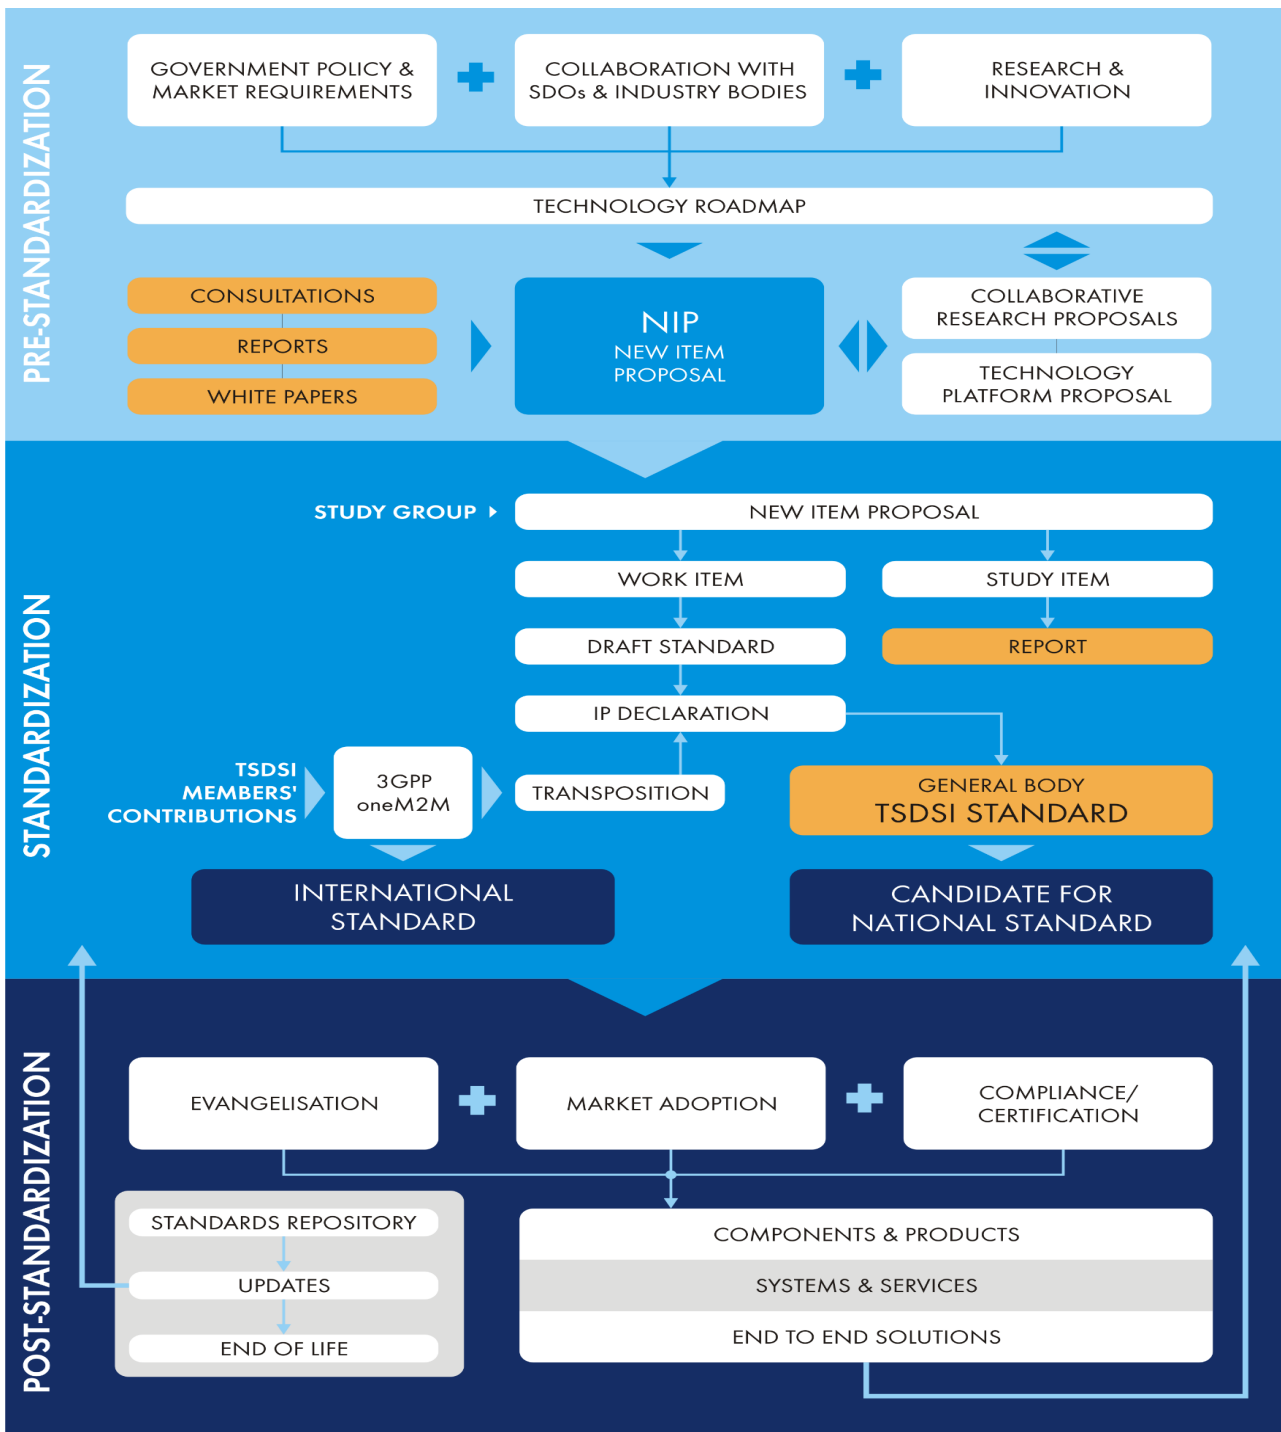 PRE-STANDARDIZATION
GOVERNMENT POLICY &
MARKET REQUIREMENTS
COLLABORATION WITH
SDOs & INDUSTRY BODIES
RESEARCH &
INNOVATION
TECHNOLOGY ROADMAP
CONSULTATIONS
REPORTS
WHITE PAPERS
NIP
NEW ITEM
PROPOSAL
COLLABORATIVE
RESEARCH PROPOSALS
TECHNOLOGY
PLATFORM PROPOSAL
STANDARDIZATION
STUDY GROUP
NEW ITEM PROPOSAL
WORK ITEM
STUDY ITEM
DRAFT STANDARD
REPORT
IP DECLARATION
TSDSI
MEMBERS'
CONTRIBUTIONS
3GPP
oneM2M
TRANSPOSITION
GENERAL BODY
TSDSI STANDARD
INTERNATIONAL
STANDARD
CANDIDATE FOR
NATIONAL STANDARD
POST-STANDARDIZATION
EVANGELISATION
MARKET ADOPTION
COMPLIANCE/
CERTIFICATION
STANDARDS REPOSITORY
UPDATES
END OF LIFE
COMPONENTS & PRODUCTS
SYSTEMS & SERVICES
END TO END SOLUTIONS